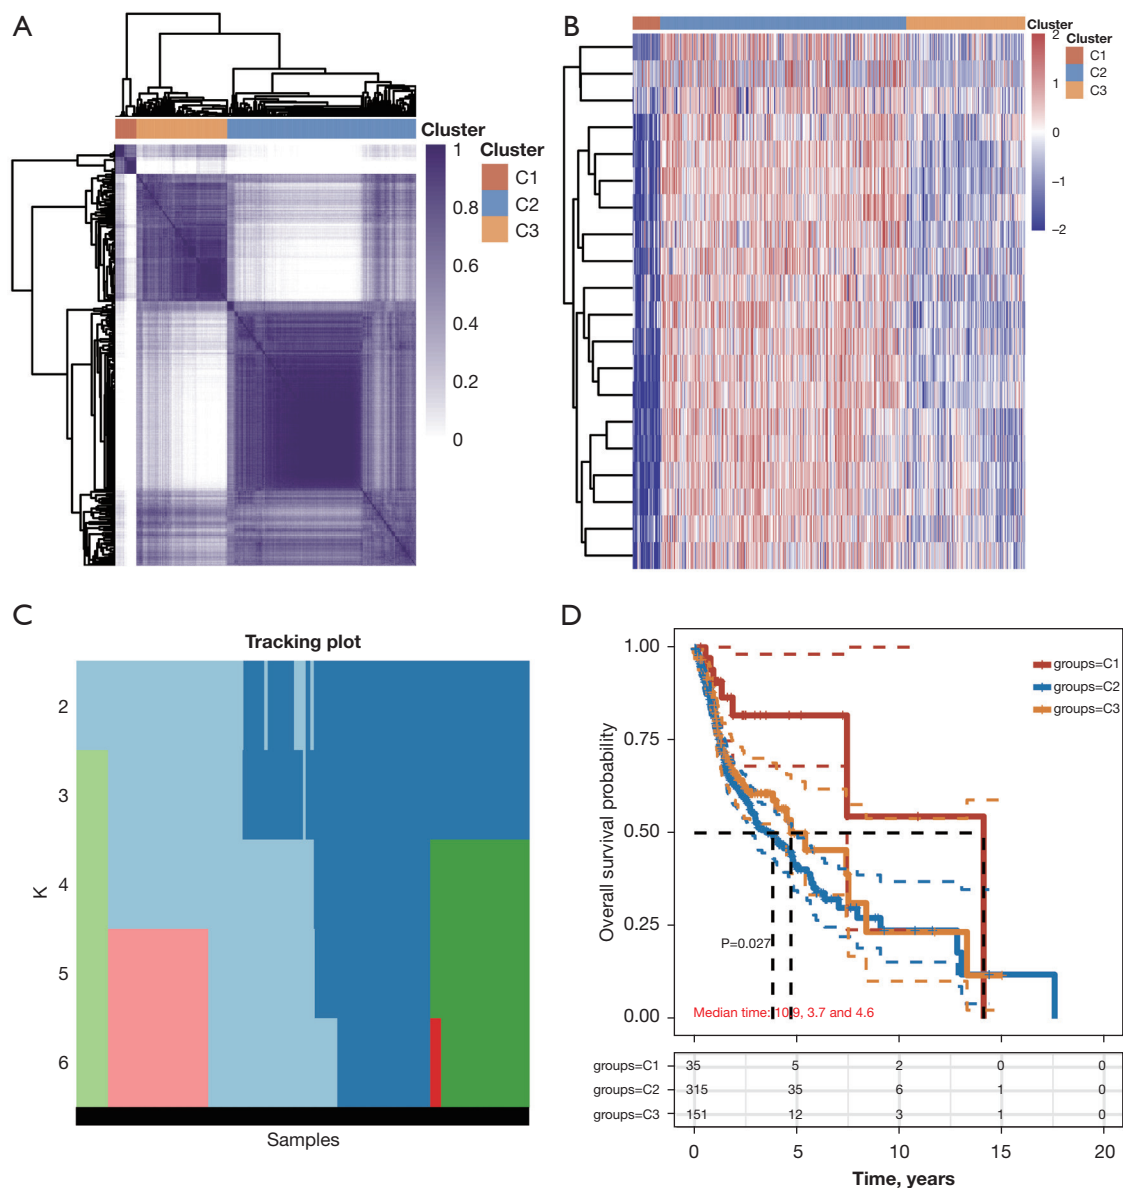 A
Cluster
1
0.8
0.6
0.4
0.2
0
Cluster
C1
C2
C3
B
Cluster
2
1
0
−1
−2
Cluster
C1
C2
C3
C
Tracking plot
K
2
3
4
5
6
Samples
D
Overall survival probability
1.00
0.75
0.50
0.25
0.00
groups=C1
groups=C2
groups=C3
P=0.027
Median time: 10.9, 3.7 and 4.6
groups=C1 35 5 2 0 0
groups=C2 315 35 6 1 0
groups=C3 151 12 3 1 0
0 5 10 15 20
Time, years